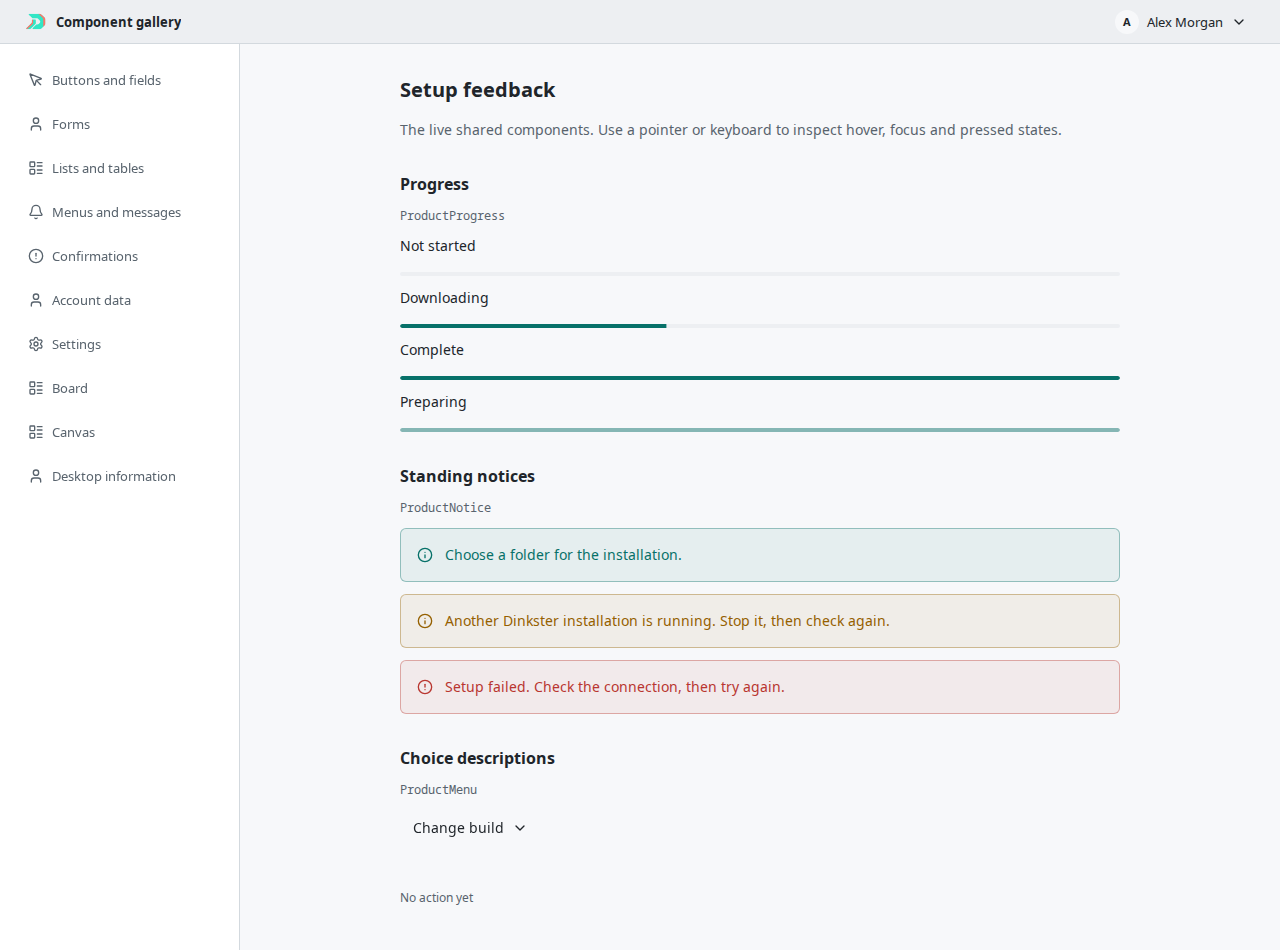 Component gallery
A
Alex Morgan
Buttons and fields
Forms
Lists and tables
Menus and messages
Confirmations
Account data
Settings
Board
Canvas
Desktop information
Setup feedback
The live shared components. Use a pointer or keyboard to inspect hover, focus and pressed states.
Progress
ProductProgress
Not started
Downloading
Complete
Preparing
Standing notices
ProductNotice
Choose a folder for the installation.
Another Dinkster installation is running. Stop it, then check again.
Setup failed. Check the connection, then try again.
Choice descriptions
ProductMenu
Change build
No action yet